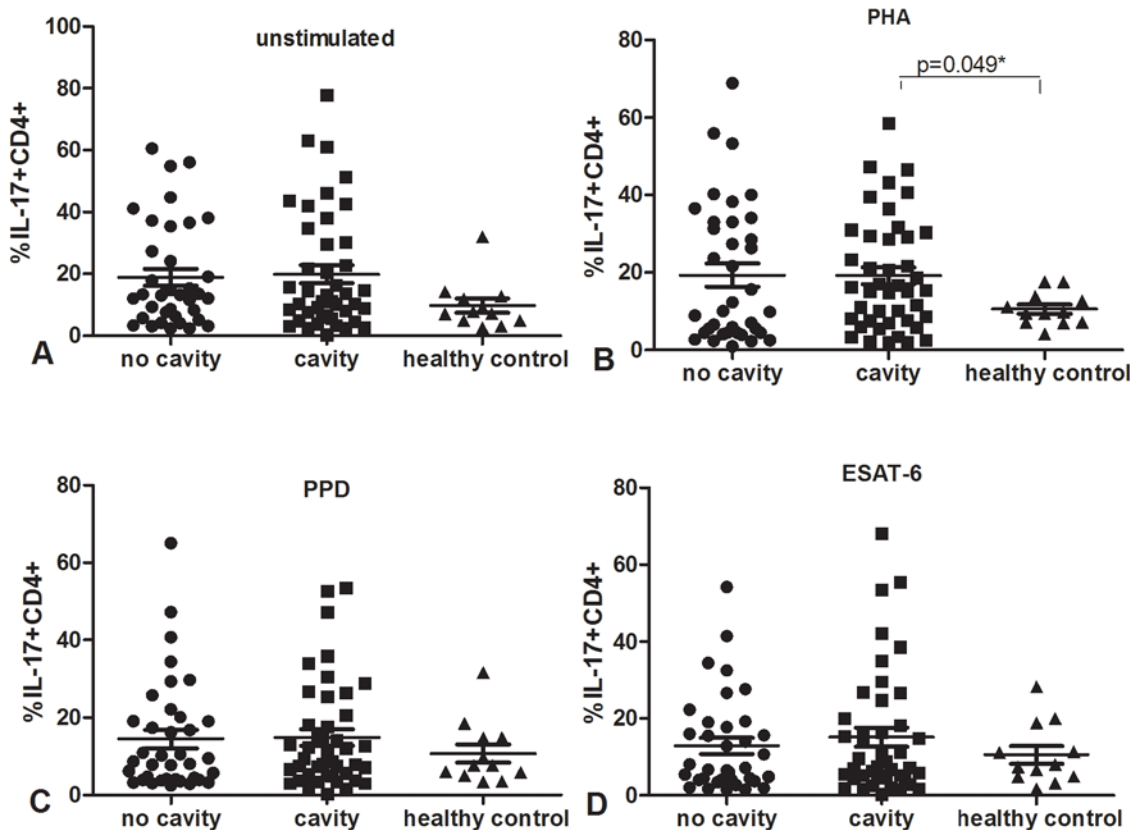 unstimulated
%IL-17+CD4+
100
80
60
40
20
0
no cavity cavity healthy control
A
PHA
p=0.049*
%IL-17+CD4+
80
60
40
20
0
no cavity cavity healthy control
B
PPD
%IL-17+CD4+
80
60
40
20
0
no cavity cavity healthy control
C
ESAT-6
%IL-17+CD4+
80
60
40
20
0
no cavity cavity healthy control
D